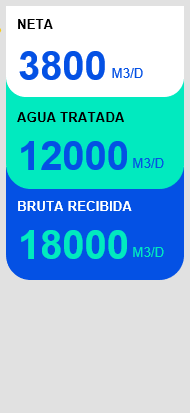 NETA
3800 M3/D
AGUA TRATADA
12000 M3/D
BRUTA RECIBIDA
18000 M3/D